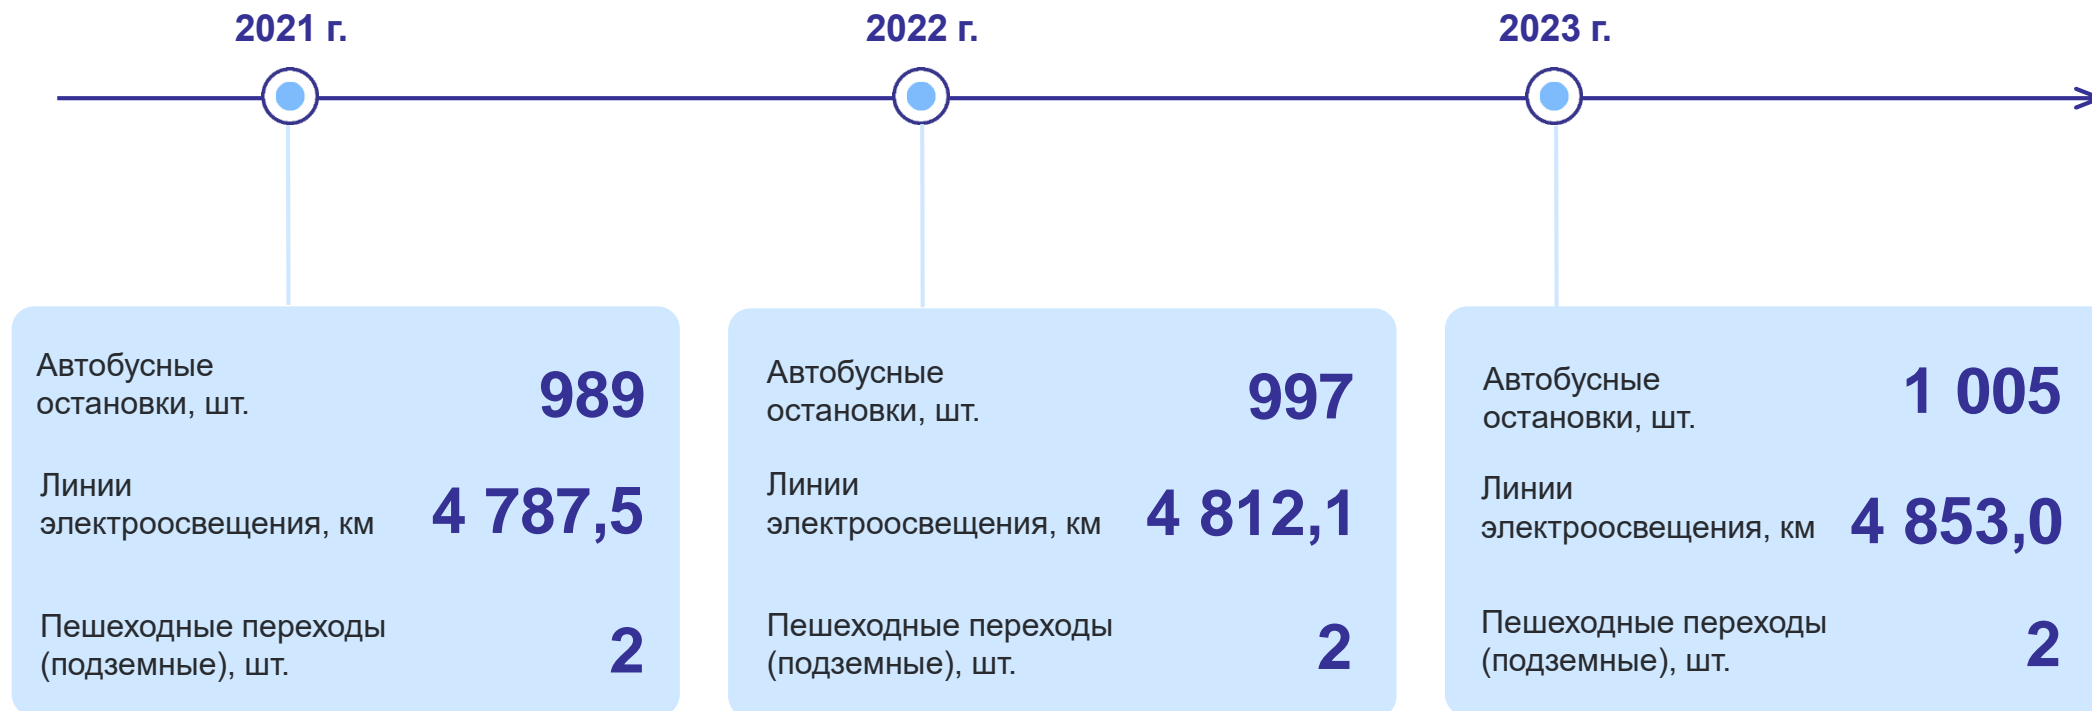 2021 г.
2022 г.
2023 г.
Автобусные
остановки, шт.
989
Линии
электроосвещения, км
4 787,5
Пешеходные переходы
(подземные), шт.
2
Автобусные
остановки, шт.
997
Линии
электроосвещения, км
4 812,1
Пешеходные переходы
(подземные), шт.
2
Автобусные
остановки, шт.
1 005
Линии
электроосвещения, км
4 853,0
Пешеходные переходы
(подземные), шт.
2